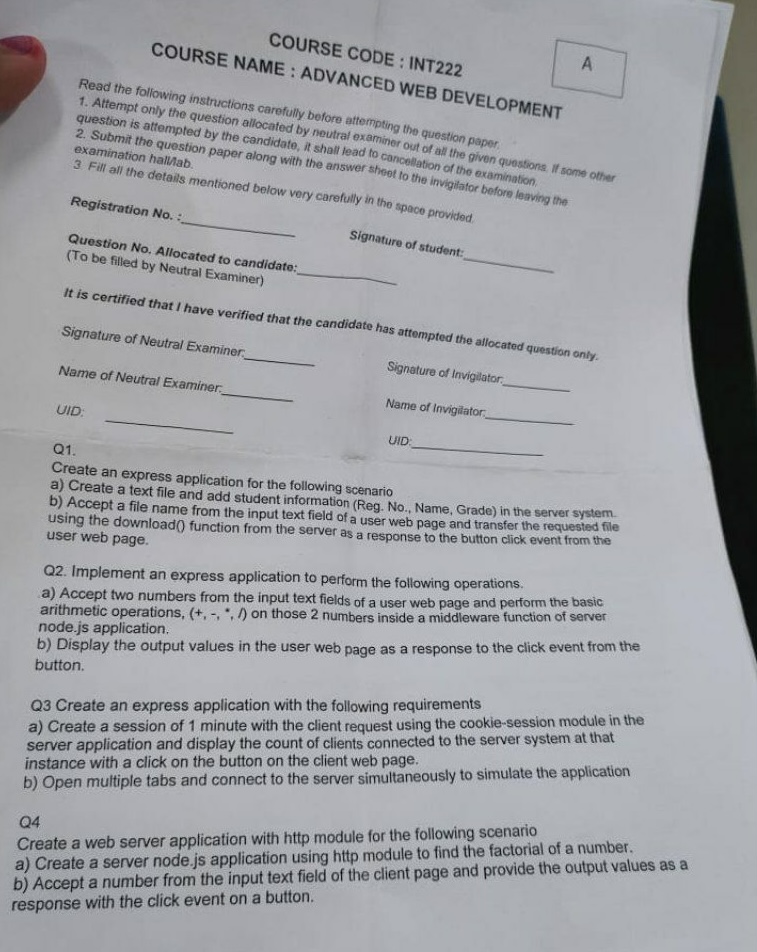 COURSE CODE : INT222
A
COURSE NAME : ADVANCED WEB DEVELOPMENT
Read the following instructions carefully before attempting the question paper.
1. Attempt only the question allocated by neutral examiner out of all the given questions. If some other
question is attempted by the candidate, it shall lead to cancellation of the examination.
2. Submit the question paper along with the answer sheet to the invigilator before leaving the
examination hall/lab.
3 Fill all the details mentioned below very carefully in the space provided.
Registration No. :
Signature of student:
Question No. Allocated to candidate:
(To be filled by Neutral Examiner)
It is certified that I have verified that the candidate has attempted the allocated question only.
Signature of Neutral Examiner:
Signature of Invigilator:
Name of Neutral Examiner:
Name of Invigilator:
UID:
UID:
Q1.
Create an express application for the following scenario
a) Create a text file and add student information (Reg. No., Name, Grade) in the server system.
b) Accept a file name from the input text field of a user web page and transfer the requested file
using the download() function from the server as a response to the button click event from the
user web page.
Q2. Implement an express application to perform the following operations.
a) Accept two numbers from the input text fields of a user web page and perform the basic
arithmetic operations, (+, -, *, /) on those 2 numbers inside a middleware function of server
node.js application.
b) Display the output values in the user web page as a response to the click event from the
button.
Q3 Create an express application with the following requirements
a) Create a session of 1 minute with the client request using the cookie-session module in the
server application and display the count of clients connected to the server system at that
instance with a click on the button on the client web page.
b) Open multiple tabs and connect to the server simultaneously to simulate the application
Q4
Create a web server application with http module for the following scenario
a) Create a server node.js application using http module to find the factorial of a number.
b) Accept a number from the input text field of the client page and provide the output values as a
response with the click event on a button.